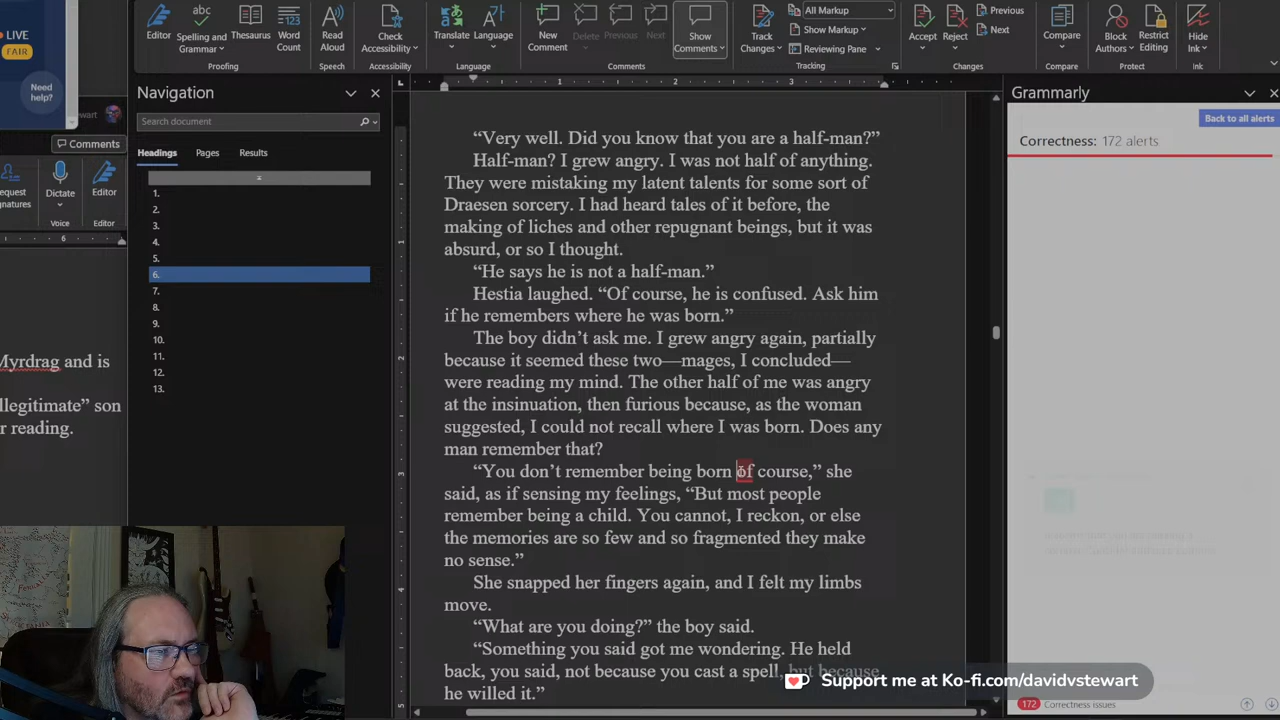 LIVE
FAIR
Need
help?
wart
Comments
equest
gnatures
Dictate
Editor
Voice
Editor
6
Myrdrag and is
llegitimate” son
r reading.
Editor
Spelling and
Grammar
Thesaurus
Word
Count
Proofing
Read
Aloud
Speech
Check
Accessibility
Accessibility
Translate
Language
Language
New
Comment
Delete
Previous
Next
Show
Comments
Comments
Track
Changes
All Markup
Show Markup
Reviewing Pane
Tracking
Accept
Reject
Previous
Next
Changes
Compare
Compare
Block
Authors
Restrict
Editing
Protect
Hide
Ink
Ink
Navigation
Search document
Headings
Pages
Results
1.
2.
3.
4.
5.
6.
7.
8.
9.
10.
11.
12.
13.
1
2
3
1
2
3
4
5
“Very well. Did you know that you are a half-man?”
Half-man? I grew angry. I was not half of anything.
They were mistaking my latent talents for some sort of
Draesen sorcery. I had heard tales of it before, the
making of liches and other repugnant beings, but it was
absurd, or so I thought.
“He says he is not a half-man.”
Hestia laughed. “Of course, he is confused. Ask him
if he remembers where he was born.”
The boy didn’t ask me. I grew angry again, partially
because it seemed these two—mages, I concluded—
were reading my mind. The other half of me was angry
at the insinuation, then furious because, as the woman
suggested, I could not recall where I was born. Does any
man remember that?
“You don’t remember being born of course,” she
said, as if sensing my feelings, “But most people
remember being a child. You cannot, I reckon, or else
the memories are so few and so fragmented they make
no sense.”
She snapped her fingers again, and I felt my limbs
move.
“What are you doing?” the boy said.
“Something you said got me wondering. He held
back, you said, not because you cast a spell, but because
he willed it.”
Grammarly
Back to all alerts
Correctness: 172 alerts
Support me at Ko-fi.com/davidvstewart
172 Correctness issues